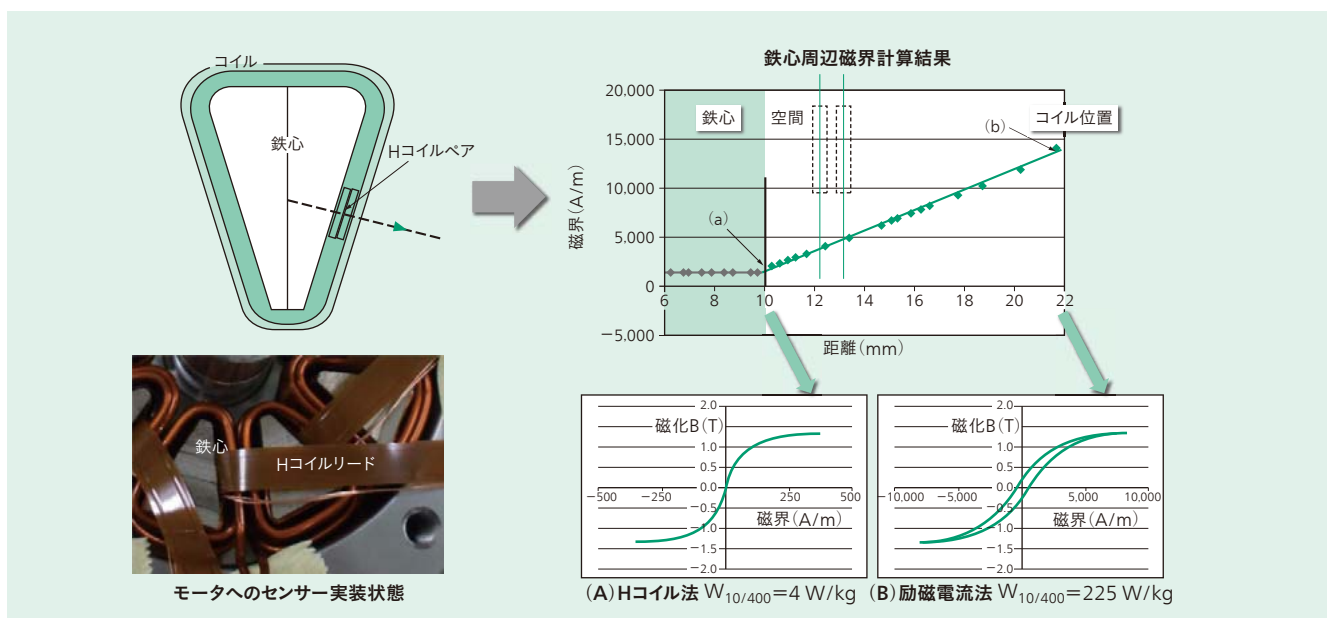 コイル
鉄心
Hコイルペア
鉄心
Hコイルリード
モータへのセンサー実装状態
鉄心周辺磁界計算結果
磁界(A/m)
20.000
15.000
10.000
5.000
0
−5.000
鉄心
空間
コイル位置
(a)
(b)
6 8 10 12 14 16 18 20 22
距離(mm)
磁化B(T)
2.0
1.0
0.5
0.0
−0.5
−1.0
−1.5
−2.0
−500 −250 250 500
磁界(A/m)
(A)Hコイル法 W10/400=4 W/kg
磁化B(T)
2.0
1.0
0.5
0.0
−0.5
−1.0
−1.5
−2.0
−10.000 −5,000 5,000 10,000
磁界(A/m)
(B)励磁電流法 W10/400=225 W/kg